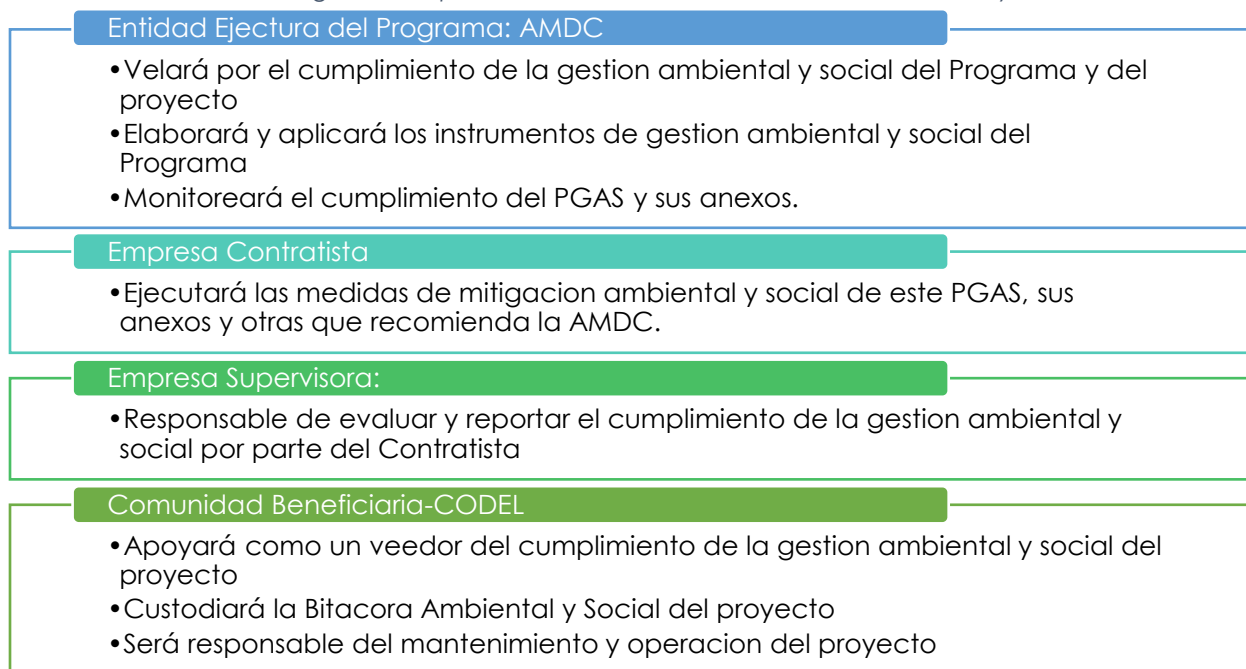 Entidad Ejectura del Programa: AMDC
•Velará por el cumplimiento de la gestion ambiental y social del Programa y del
proyecto
•Elaborará y aplicará los instrumentos de gestion ambiental y social del
Programa
•Monitoreará el cumplimiento del PGAS y sus anexos.
Empresa Contratista
•Ejecutará las medidas de mitigacion ambiental y social de este PGAS, sus
anexos y otras que recomienda la AMDC.
Empresa Supervisora:
•Responsable de evaluar y reportar el cumplimiento de la gestion ambiental y
social por parte del Contratista
Comunidad Beneficiaria-CODEL
•Apoyará como un veedor del cumplimiento de la gestion ambiental y social del
proyecto
•Custodiará la Bitacora Ambiental y Social del proyecto
•Será responsable del mantenimiento y operacion del proyecto